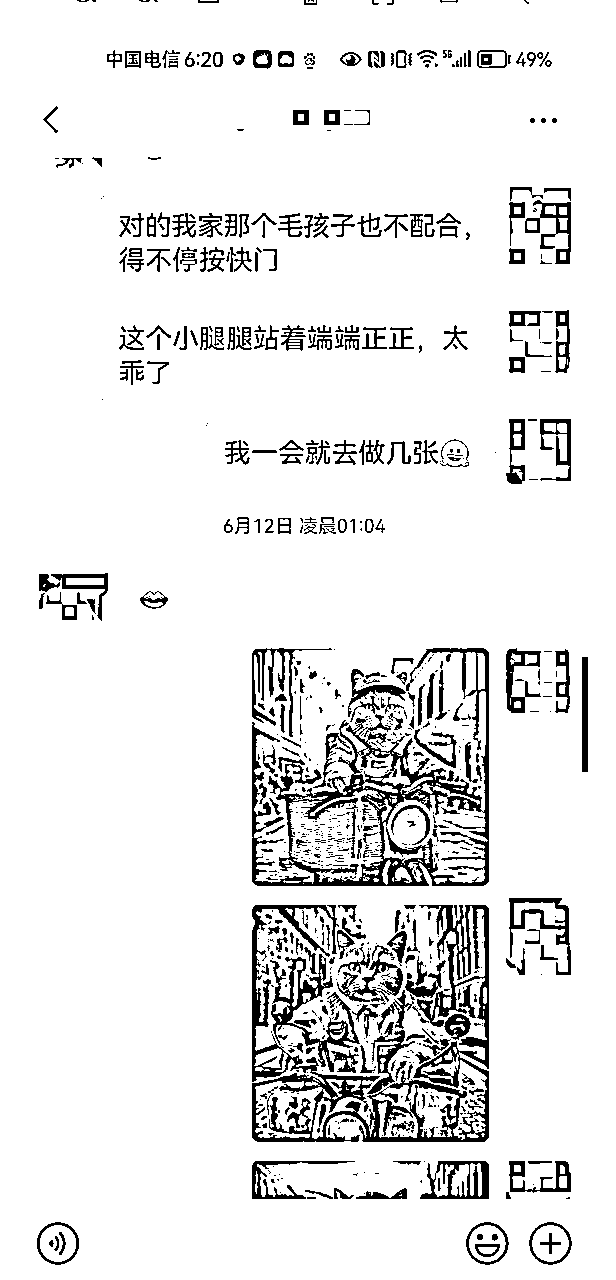 中国电信 6:20
5G
49%
对的我家那个毛孩子也不配合，
得不停按快门
这个小腿腿站着端端正正，太
乖了
我一会就去做几张
6月12日 凌晨01:04